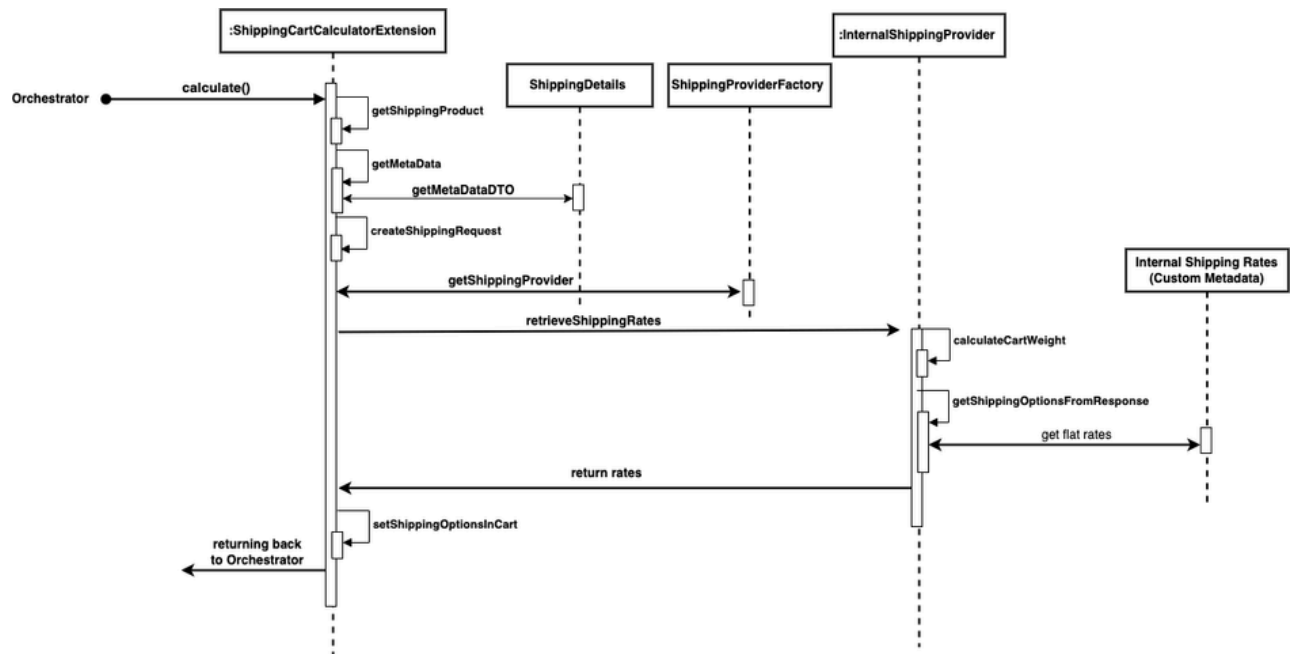 :ShippingCartCalculatorExtension
:InternalShippingProvider
ShippingDetails
ShippingProviderFactory
Orchestrator
calculate()
getShippingProduct
getMetaData
getMetaDataDTO
createShippingRequest
Internal Shipping Rates
(Custom Metadata)
getShippingProvider
retrieveShippingRates
calculateCartWeight
getShippingOptionsFromResponse
get flat rates
return rates
setShippingOptionsInCart
returning back
to Orchestrator